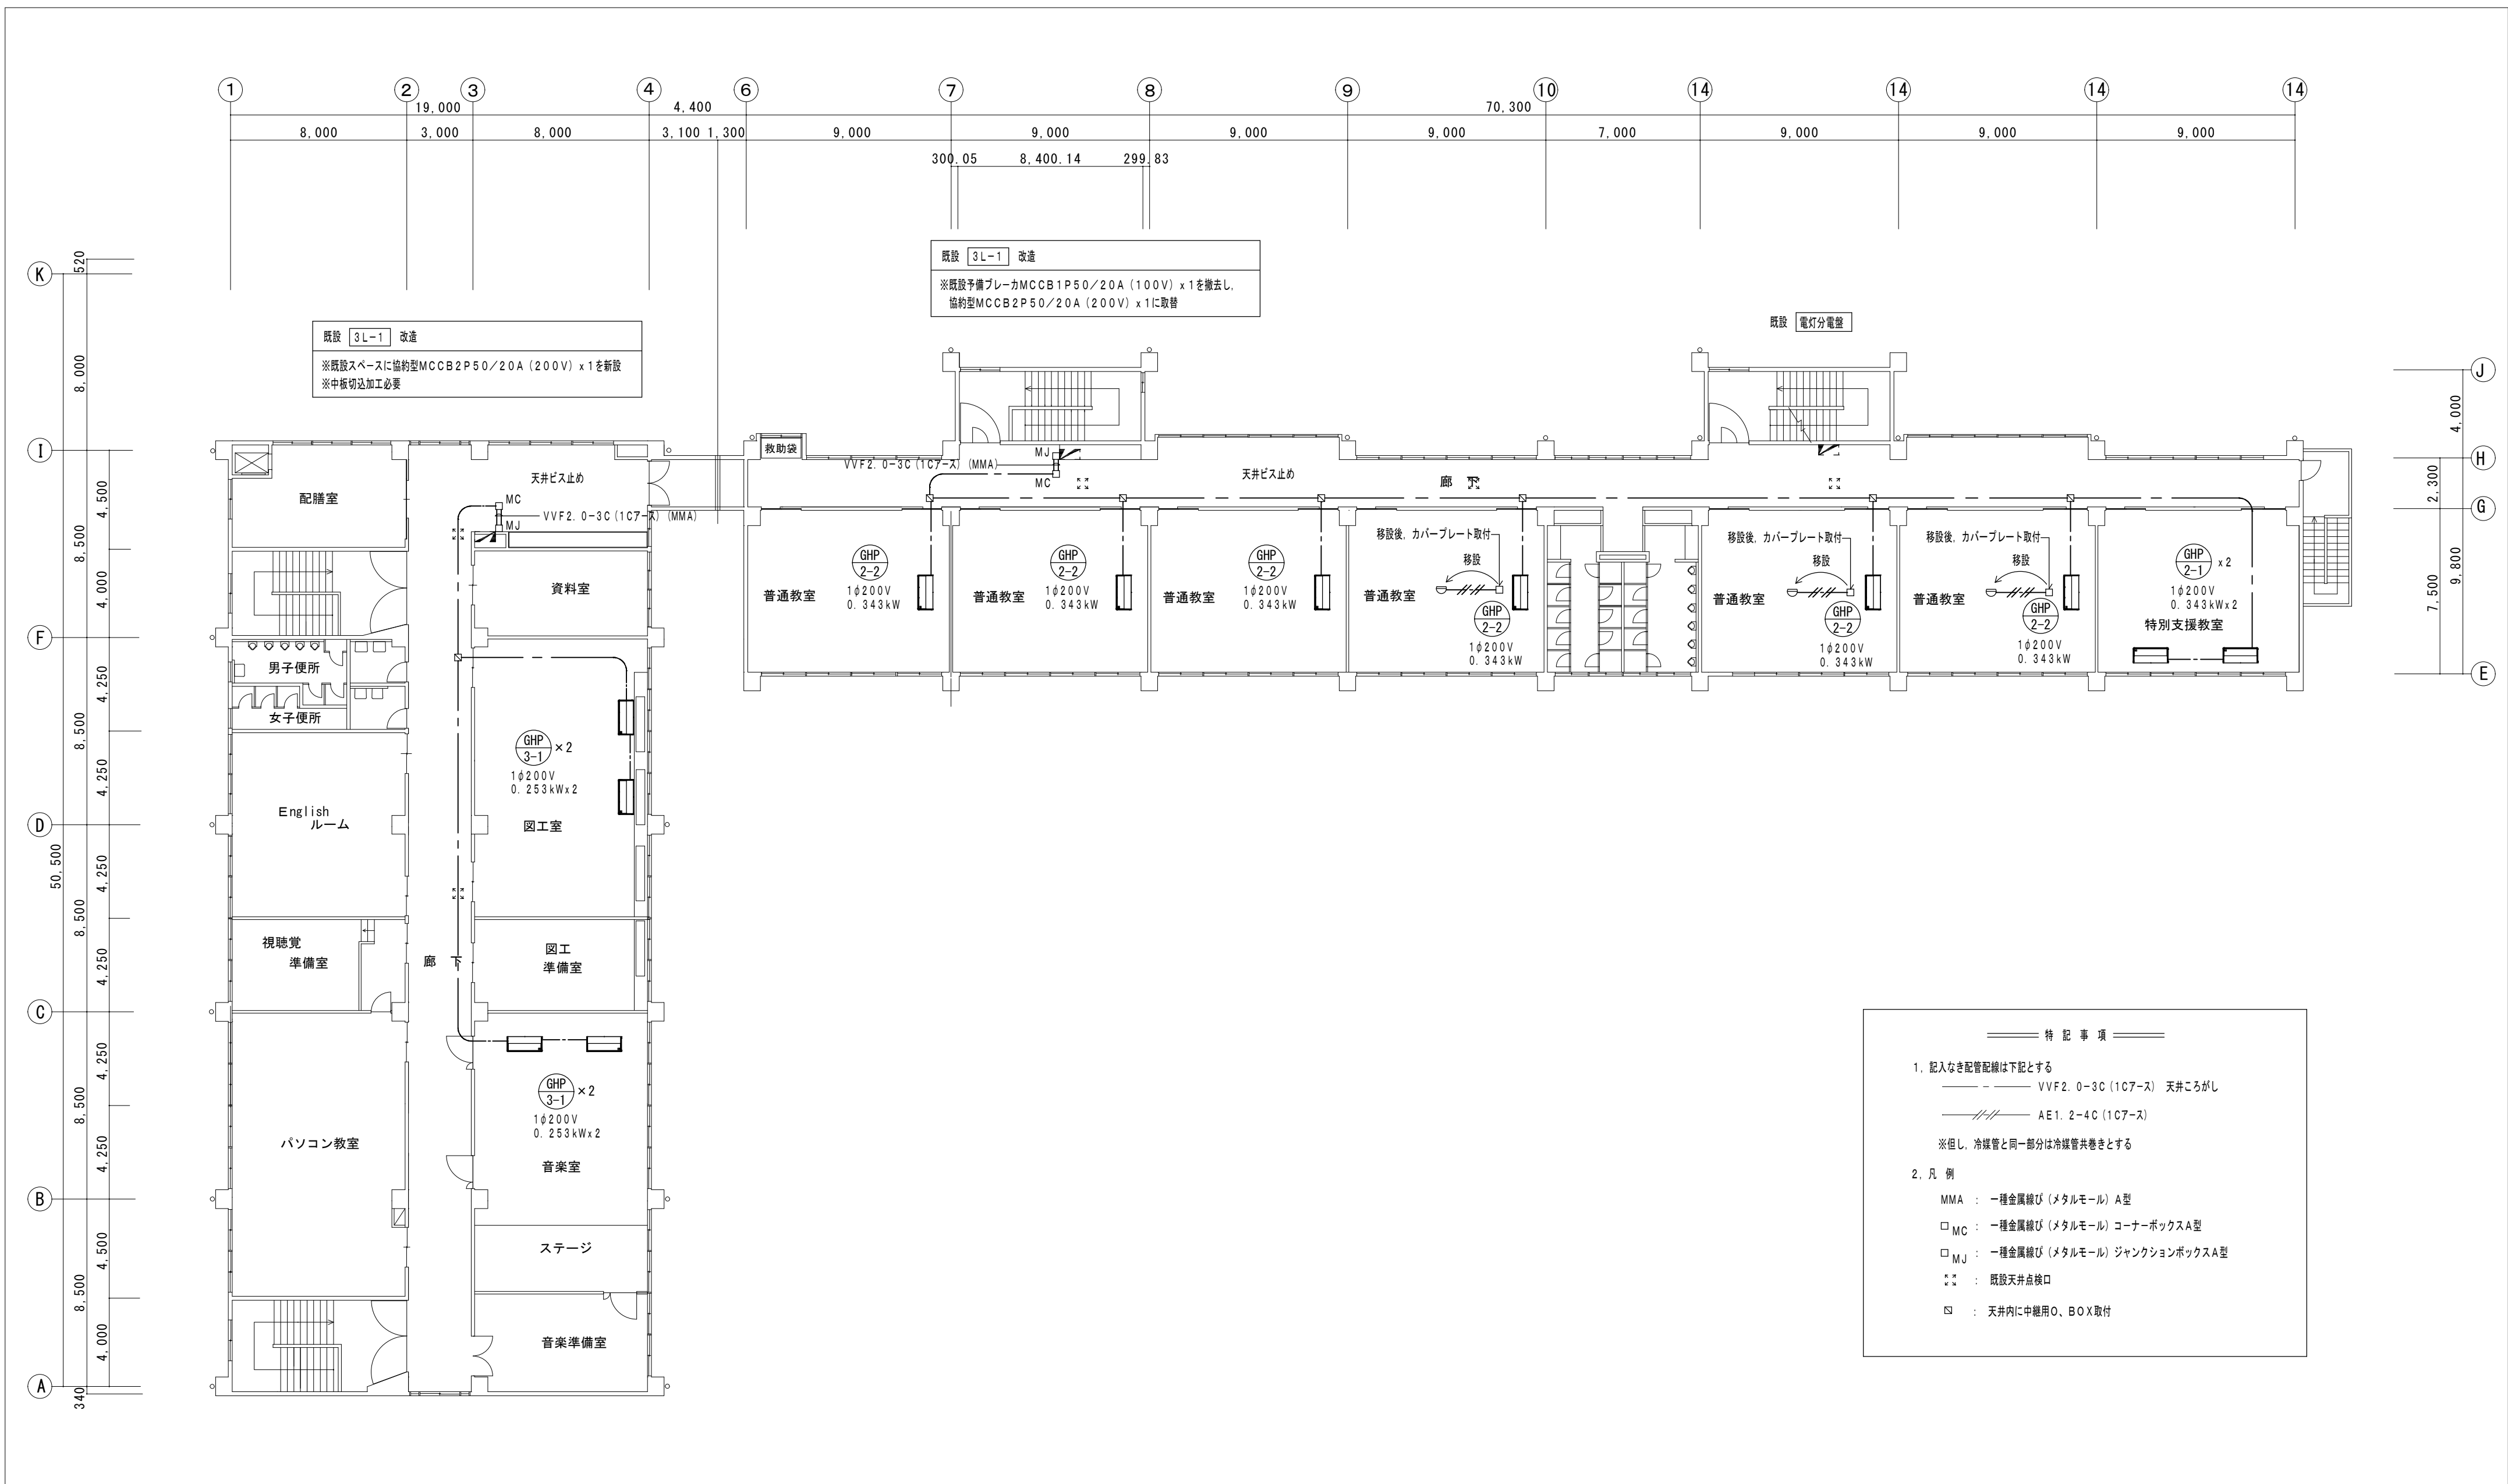 1 2 3 4 6 7 8 9 10 14 14 14 14
19,000 4,400 70,300
8,000 3,000 8,000 3,100 1,300 9,000 9,000 9,000 9,000 7,000 9,000 9,000 9,000
300.05 8,400.14 299.83
K
520
8,000
I
4,500
8,500
4,000
F
4,250
8,500
4,250
D
50,500
4,250
8,500
4,250
C
4,250
8,500
4,250
B
4,500
8,500
4,000
A
340
J
4,000
H
2,300
G
9,800
7,500
E
既設 3L-1 改造
※既設スペースに協約型MCCB2P50/20A(200V)x1を新設
※中板切込加工必要
既設 3L-1 改造
※既設予備ブレーカMCCB1P50/20A(100V)x1を撤去し,
協約型MCCB2P50/20A(200V)x1に取替
既設 電灯分電盤
配膳室
天井ビス止め
MC
VVF2.0-3C(1Cアース)(MMA)
MJ
資料室
男子便所
女子便所
English
ルーム
GHP
3-1
×2
1φ200V
0.253kWx2
図工室
視聴覚
準備室
廊 下
図工
準備室
パソコン教室
GHP
3-1
×2
1φ200V
0.253kWx2
音楽室
ステージ
音楽準備室
救助袋
VVF2.0-3C(1Cアース)(MMA)
MJ
MC
天井ビス止め
廊 下
普通教室
GHP
2-2
1φ200V
0.343kW
普通教室
GHP
2-2
1φ200V
0.343kW
普通教室
GHP
2-2
1φ200V
0.343kW
移設後,カバープレート取付
移設
普通教室
GHP
2-2
1φ200V
0.343kW
移設後,カバープレート取付
移設
普通教室
GHP
2-2
1φ200V
0.343kW
移設後,カバープレート取付
移設
普通教室
GHP
2-2
1φ200V
0.343kW
GHP
2-1
x2
1φ200V
0.343kWx2
特別支援教室
特 記 事 項
1,記入なき配管配線は下記とする
VVF2.0-3C(1Cアース) 天井ころがし
AE1.2-4C(1Cアース)
※但し,冷媒管と同一部分は冷媒管共巻きとする
2,凡 例
MMA : 一種金属線ぴ(メタルモール)A型
MC : 一種金属線ぴ(メタルモール)コーナーボックスA型
MJ : 一種金属線ぴ(メタルモール)ジャンクションボックスA型
: 既設天井点検口
: 天井内に中継用O、BOX取付